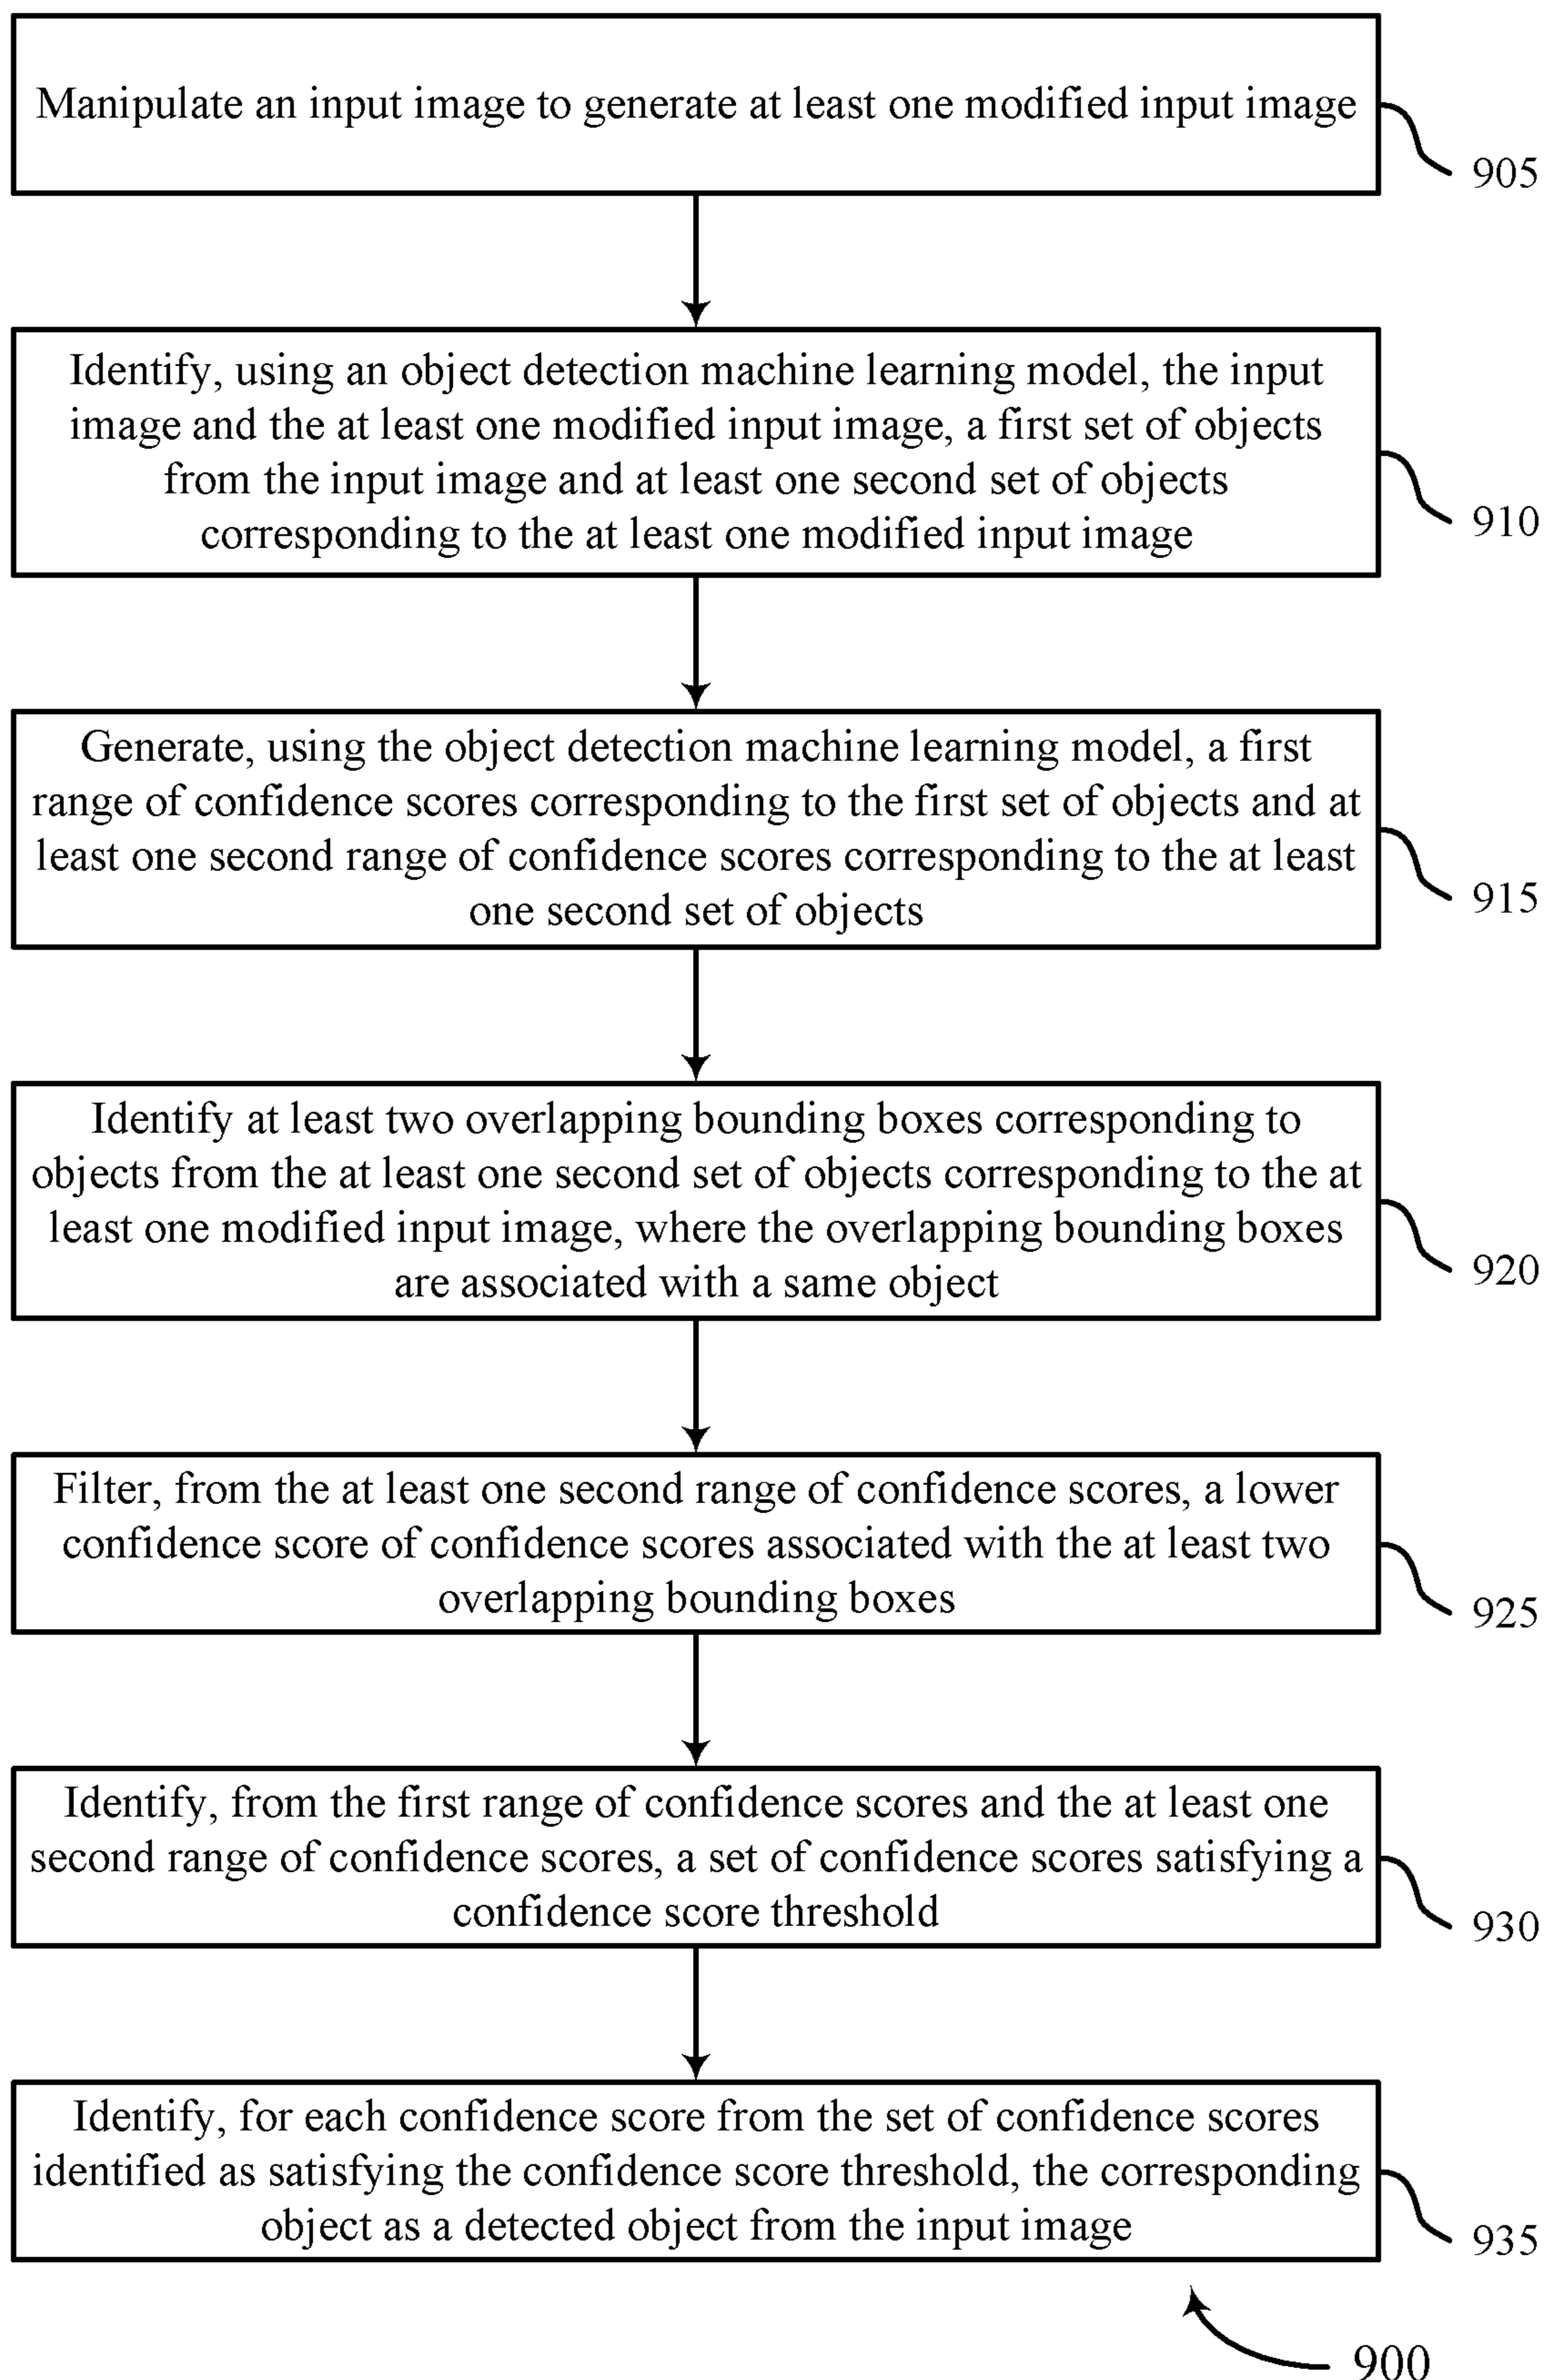 Manipulate an input image to generate at least one modified input image
905
Identify, using an object detection machine learning model, the input
image and the at least one modified input image, a first set of objects
from the input image and at least one second set of objects
corresponding to the at least one modified input image
910
Generate, using the object detection machine learning model, a first
range of confidence scores corresponding to the first set of objects and at
least one second range of confidence scores corresponding to the at least
one second set of objects
915
Identify at least two overlapping bounding boxes corresponding to
objects from the at least one second set of objects corresponding to the at
least one modified input image, where the overlapping bounding boxes
are associated with a same object
920
Filter, from the at least one second range of confidence scores, a lower
confidence score of confidence scores associated with the at least two
overlapping bounding boxes
925
Identify, from the first range of confidence scores and the at least one
second range of confidence scores, a set of confidence scores satisfying a
confidence score threshold
930
Identify, for each confidence score from the set of confidence scores
identified as satisfying the confidence score threshold, the corresponding
object as a detected object from the input image
935
900